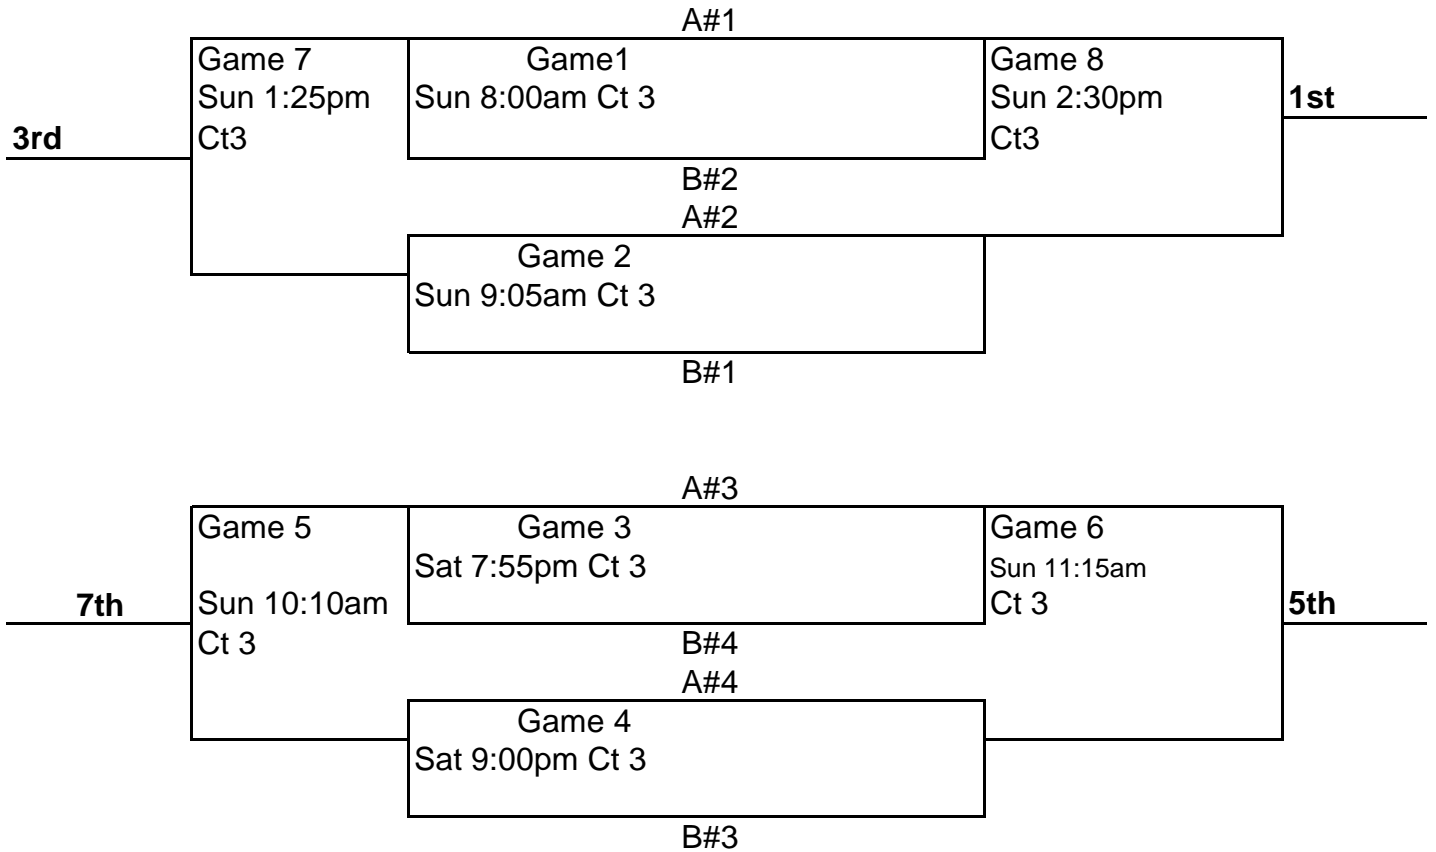 A#1
Game 7
Game1
Game 8
Sun 1:25pm
Sun 8:00am Ct 3
Sun 2:30pm
1st
3rd
Ct3
Ct3
B#2
A#2
Game 2
Sun 9:05am Ct 3
B#1
A#3
Game 5
Game 3
Game 6
Sat 7:55pm Ct 3
Sun 11:15am
7th
Sun 10:10am
Ct 3
5th
Ct 3
B#4
A#4
Game 4
Sat 9:00pm Ct 3
B#3